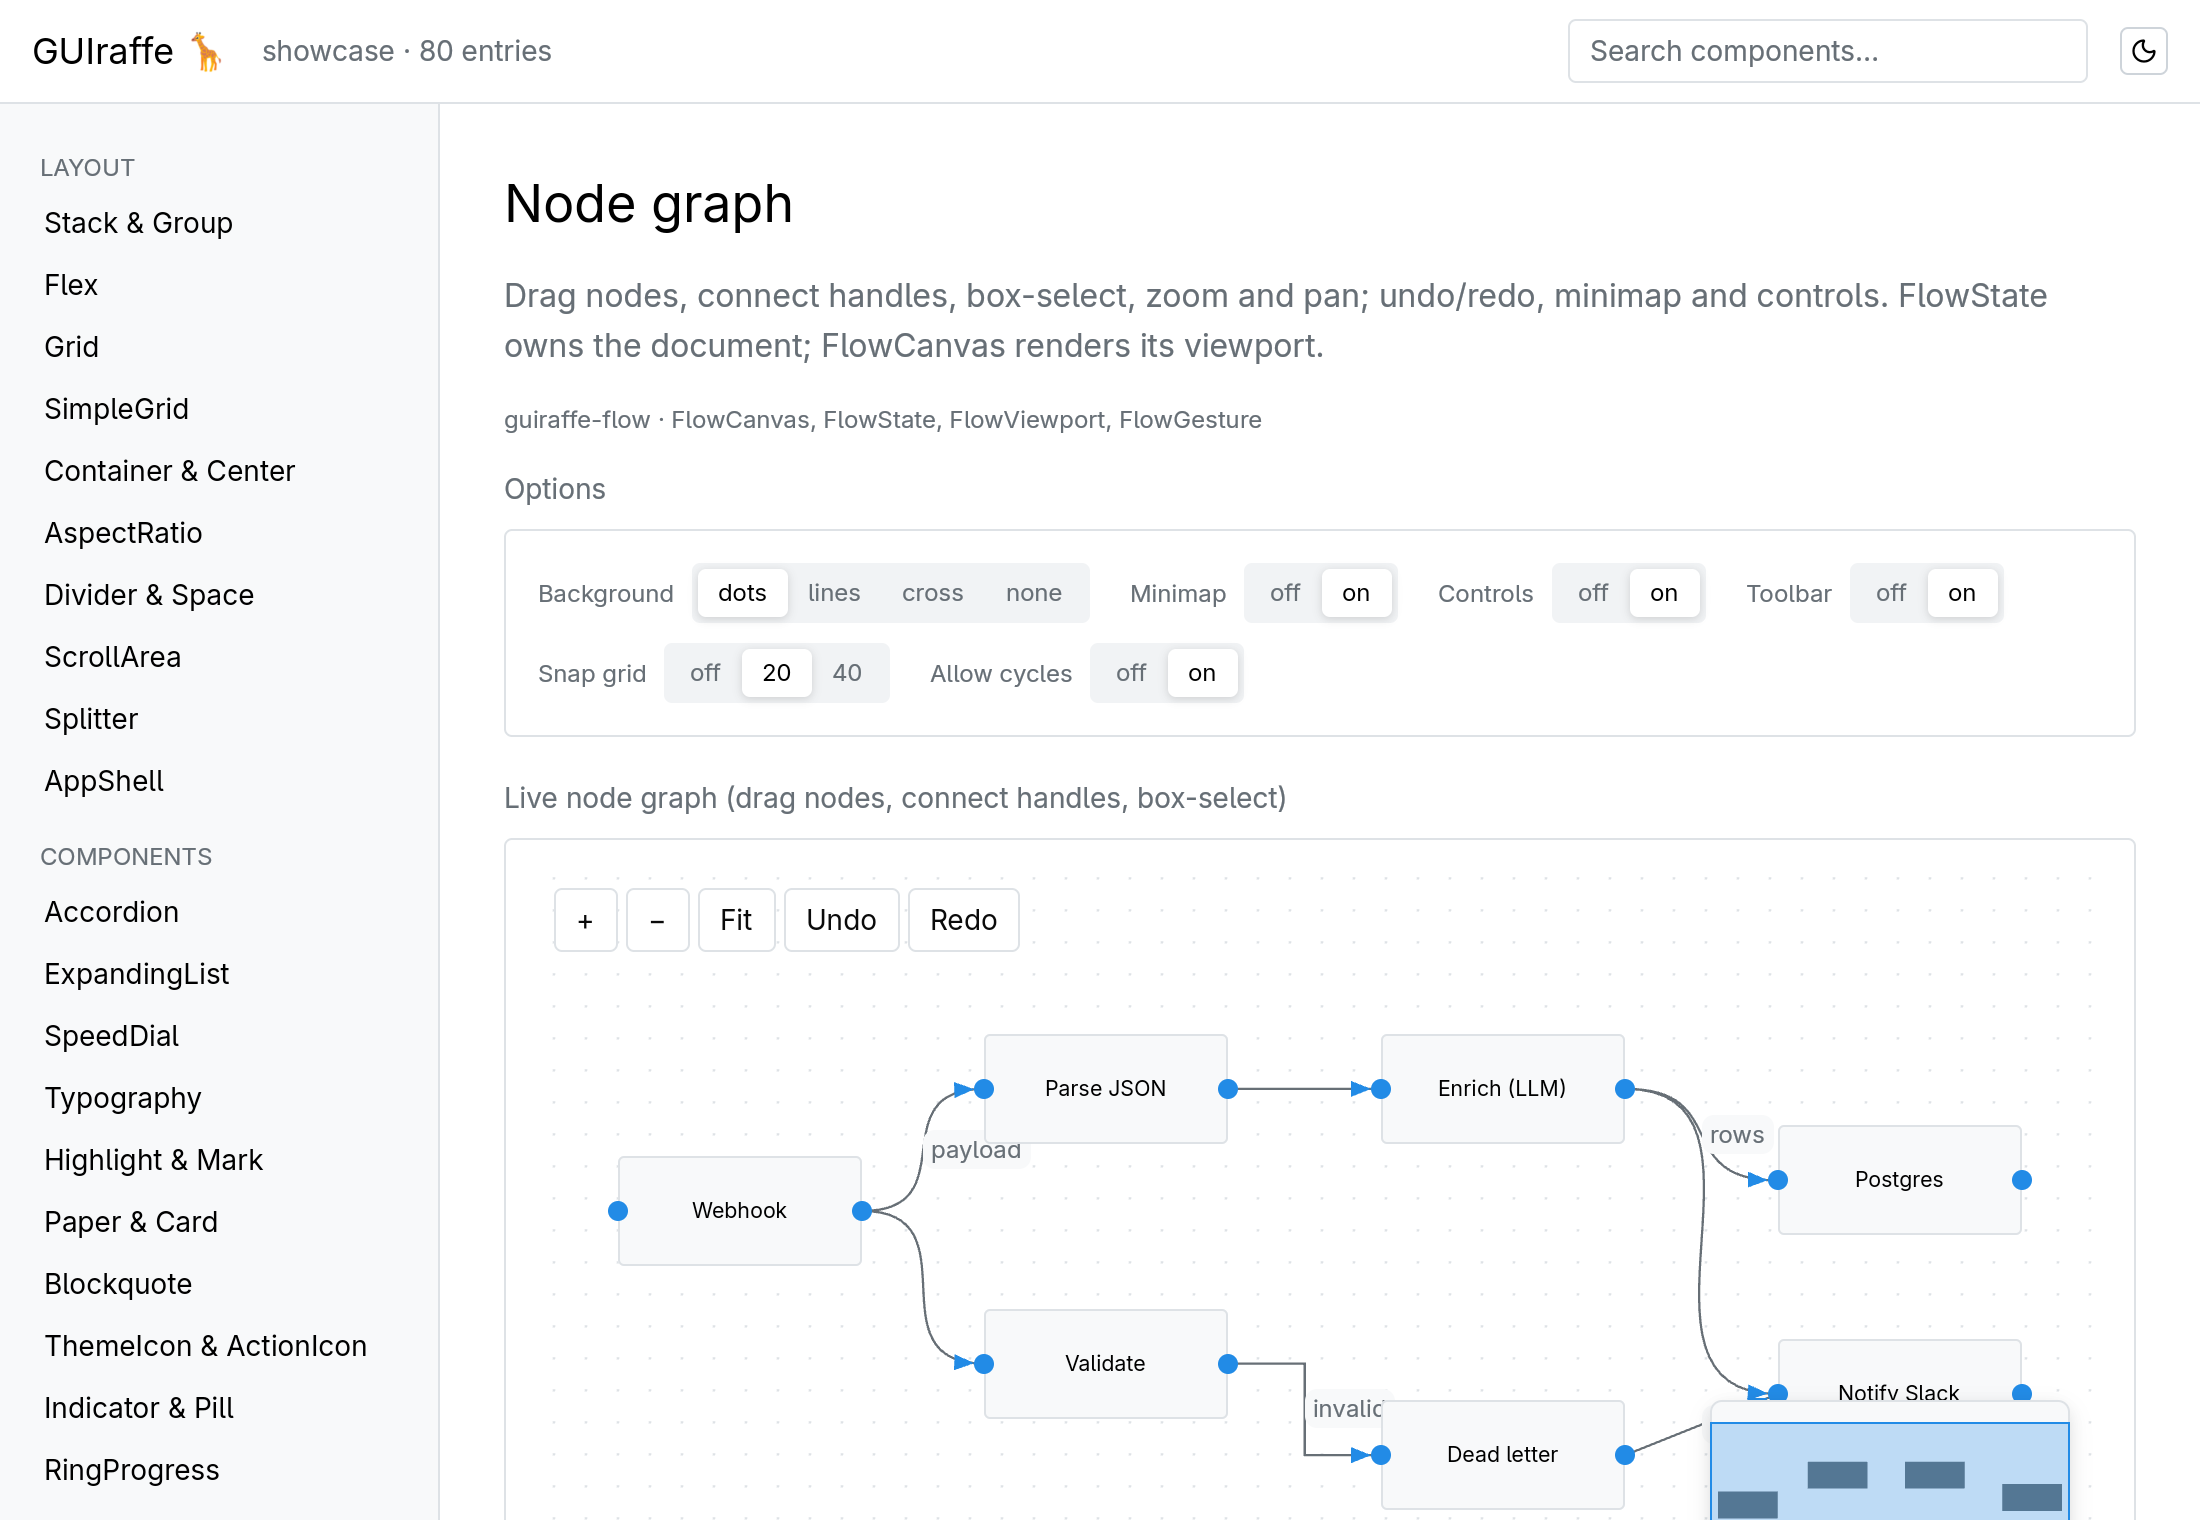 GUIraffe 🦒 showcase · 80 entries Search components...
LAYOUT
Stack & Group
Flex
Grid
SimpleGrid
Container & Center
AspectRatio
Divider & Space
ScrollArea
Splitter
AppShell
COMPONENTS
Accordion
ExpandingList
SpeedDial
Typography
Highlight & Mark
Paper & Card
Blockquote
ThemeIcon & ActionIcon
Indicator & Pill
RingProgress
Node graph
Drag nodes, connect handles, box-select, zoom and pan; undo/redo, minimap and controls. FlowState
owns the document; FlowCanvas renders its viewport.
guiraffe-flow · FlowCanvas, FlowState, FlowViewport, FlowGesture
Options
Background dots lines cross none Minimap off on Controls off on Toolbar off on
Snap grid off 20 40 Allow cycles off on
Live node graph (drag nodes, connect handles, box-select)
+ − Fit Undo Redo
Parse JSON
Enrich (LLM)
rows
payload
Postgres
Webhook
Validate
Notify Slack
invalid
Dead letter